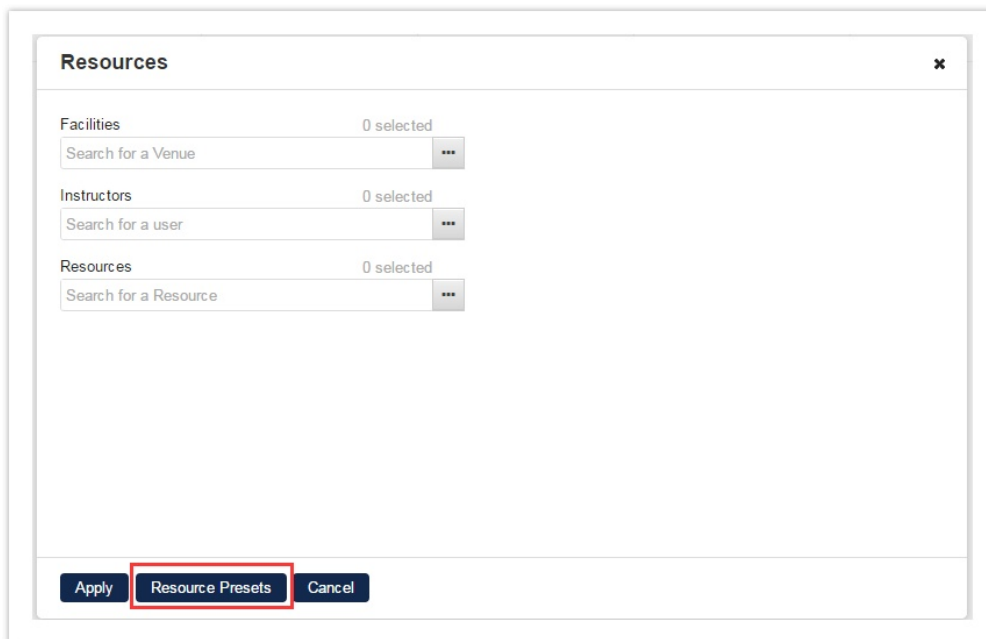 Resources
Facilities 0 selected
Search for a Venue
Instructors 0 selected
Search for a user
Resources 0 selected
Search for a Resource
Apply Resource Presets Cancel